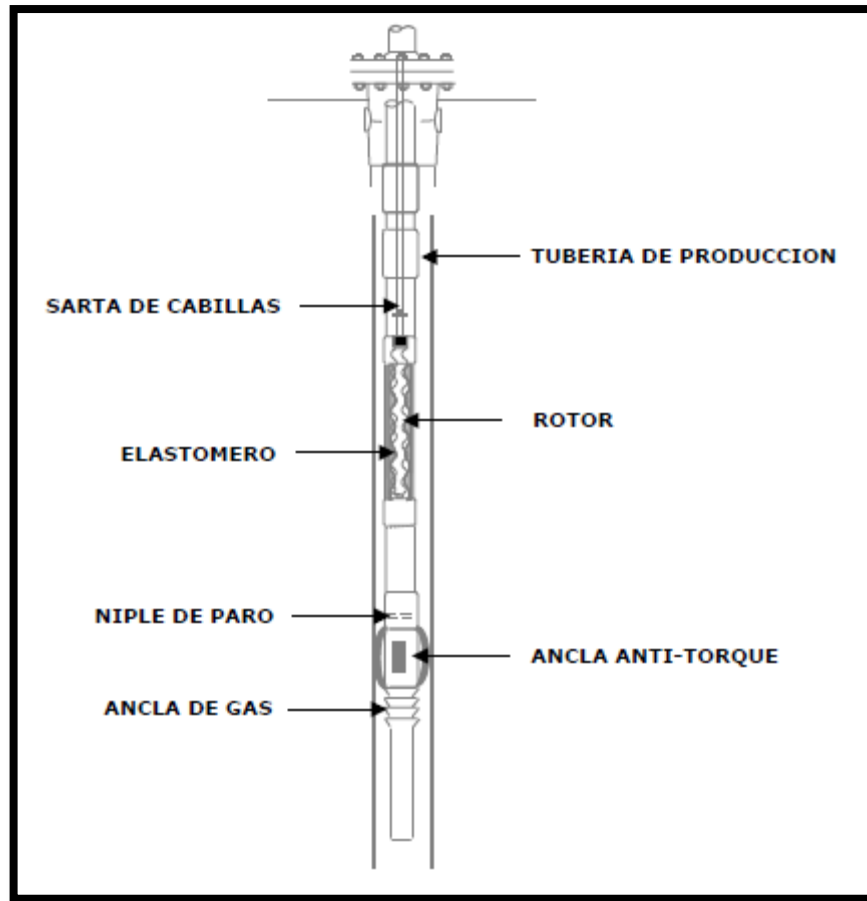 TUBERIA DE PRODUCCION
SARTA DE CABILLAS
ROTOR
ELASTOMERO
NIPLE DE PARO
ANCLA ANTI-TORQUE
ANCLA DE GAS